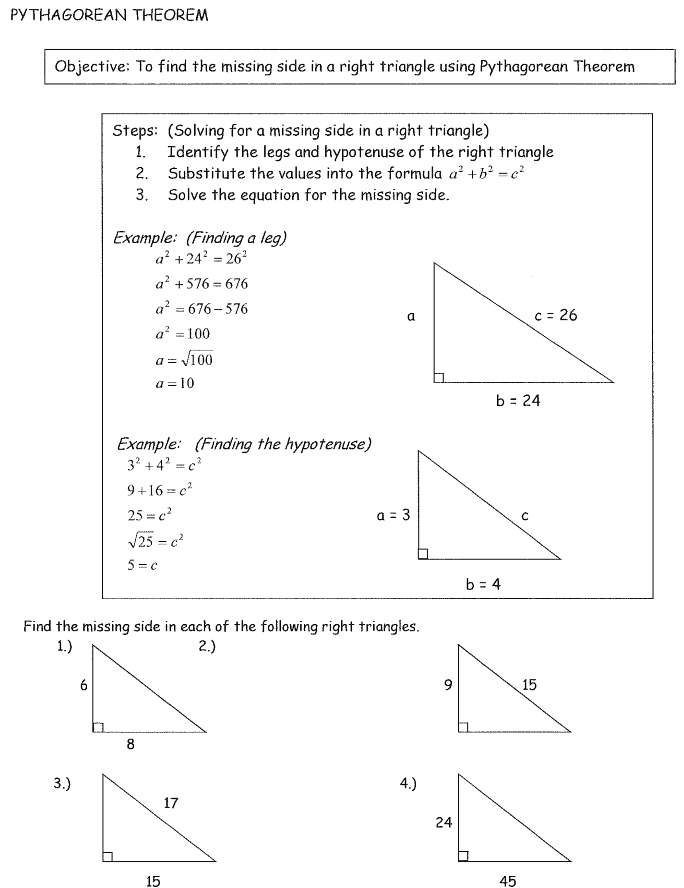 PYTHAGOREAN THEOREM
Objective: To find the missing side in a right triangle using Pythagorean Theorem
Steps: (Solving for a missing side in a right triangle)
1. Identify the legs and hypotenuse of the right triangle
2. Substitute the values into the formula a² + b² = c²
3. Solve the equation for the missing side.
Example: (Finding a leg)
a² + 24² = 26²
a² + 576 = 676
a² = 676 − 576
a² = 100
a = √100
a = 10
a
c = 26
b = 24
Example: (Finding the hypotenuse)
3² + 4² = c²
9 + 16 = c²
25 = c²
√25 = c²
5 = c
a = 3
c
b = 4
Find the missing side in each of the following right triangles.
1.)
6
8
2.)
9
15
3.)
17
15
4.)
24
45